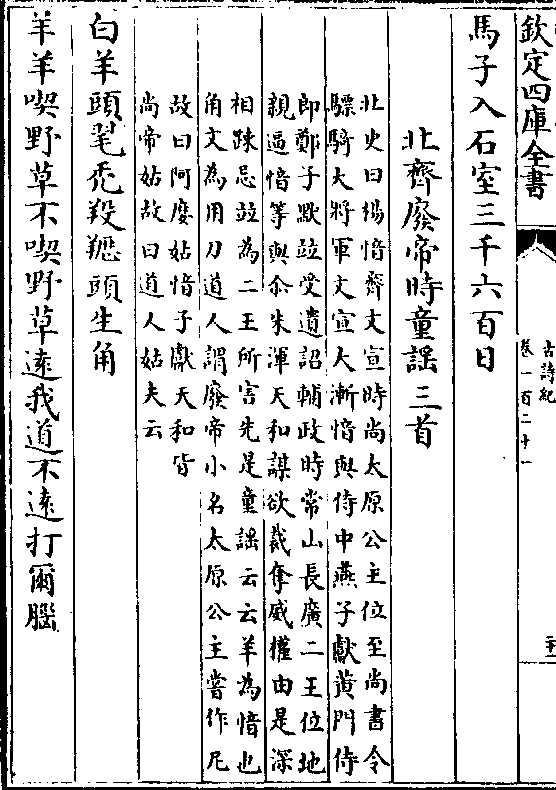 欽定四庫全書
古詩紀
卷一百二十一
馬子入石室三千六百日
北齊廢帝時童謡三首
北史曰楊愔齊文宣時尚太原公主位至尚書令
驃騎大將軍文宣大漸愔與侍中燕子獻黄門侍
即鄭子默竝受遺詔輔政時常山長廣二王位地
親逼愔等與尒朱渾天和謀欲裁奪威權由是深
相踈忌竝為二王所害先是童謡云云羊為愔也
角文為用刀道人謂廢帝小名太原公主嘗作尼
故曰阿麽姑愔子獻天和皆
尚帝姑故曰道人姑夫云
白羊頭毣秃羖䍽頭生角
羊羊喫野草不喫野草逺我道不逺打爾腦